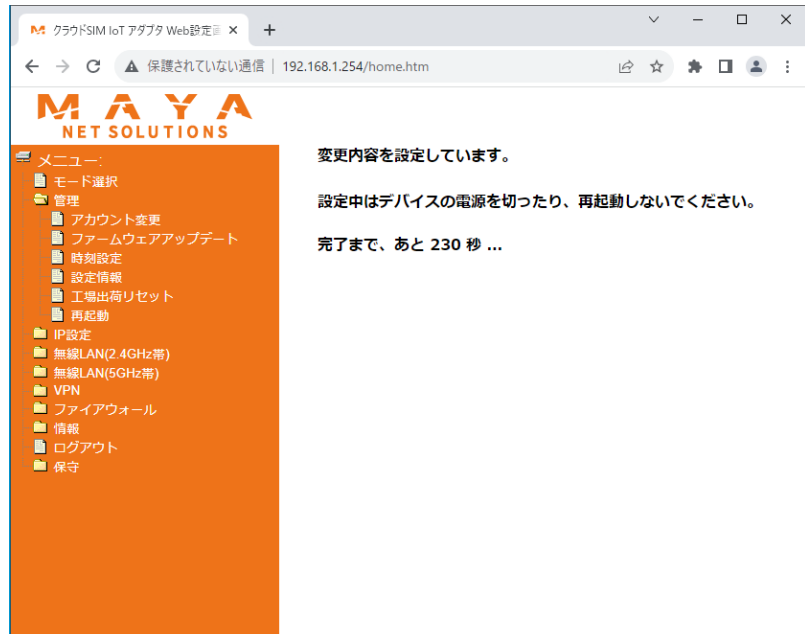 クラウドSIM IoT アダプタ Web設定画
保護されていない通信 | 192.168.1.254/home.htm
MAYA
NET SOLUTIONS
メニュー:
モード選択
管理
アカウント変更
ファームウェアアップデート
時刻設定
設定情報
工場出荷リセット
再起動
IP設定
無線LAN(2.4GHz帯)
無線LAN(5GHz帯)
VPN
ファイアウォール
情報
ログアウト
保守
変更内容を設定しています。
設定中はデバイスの電源を切ったり、再起動しないでください。
完了まで、あと 230 秒 ...